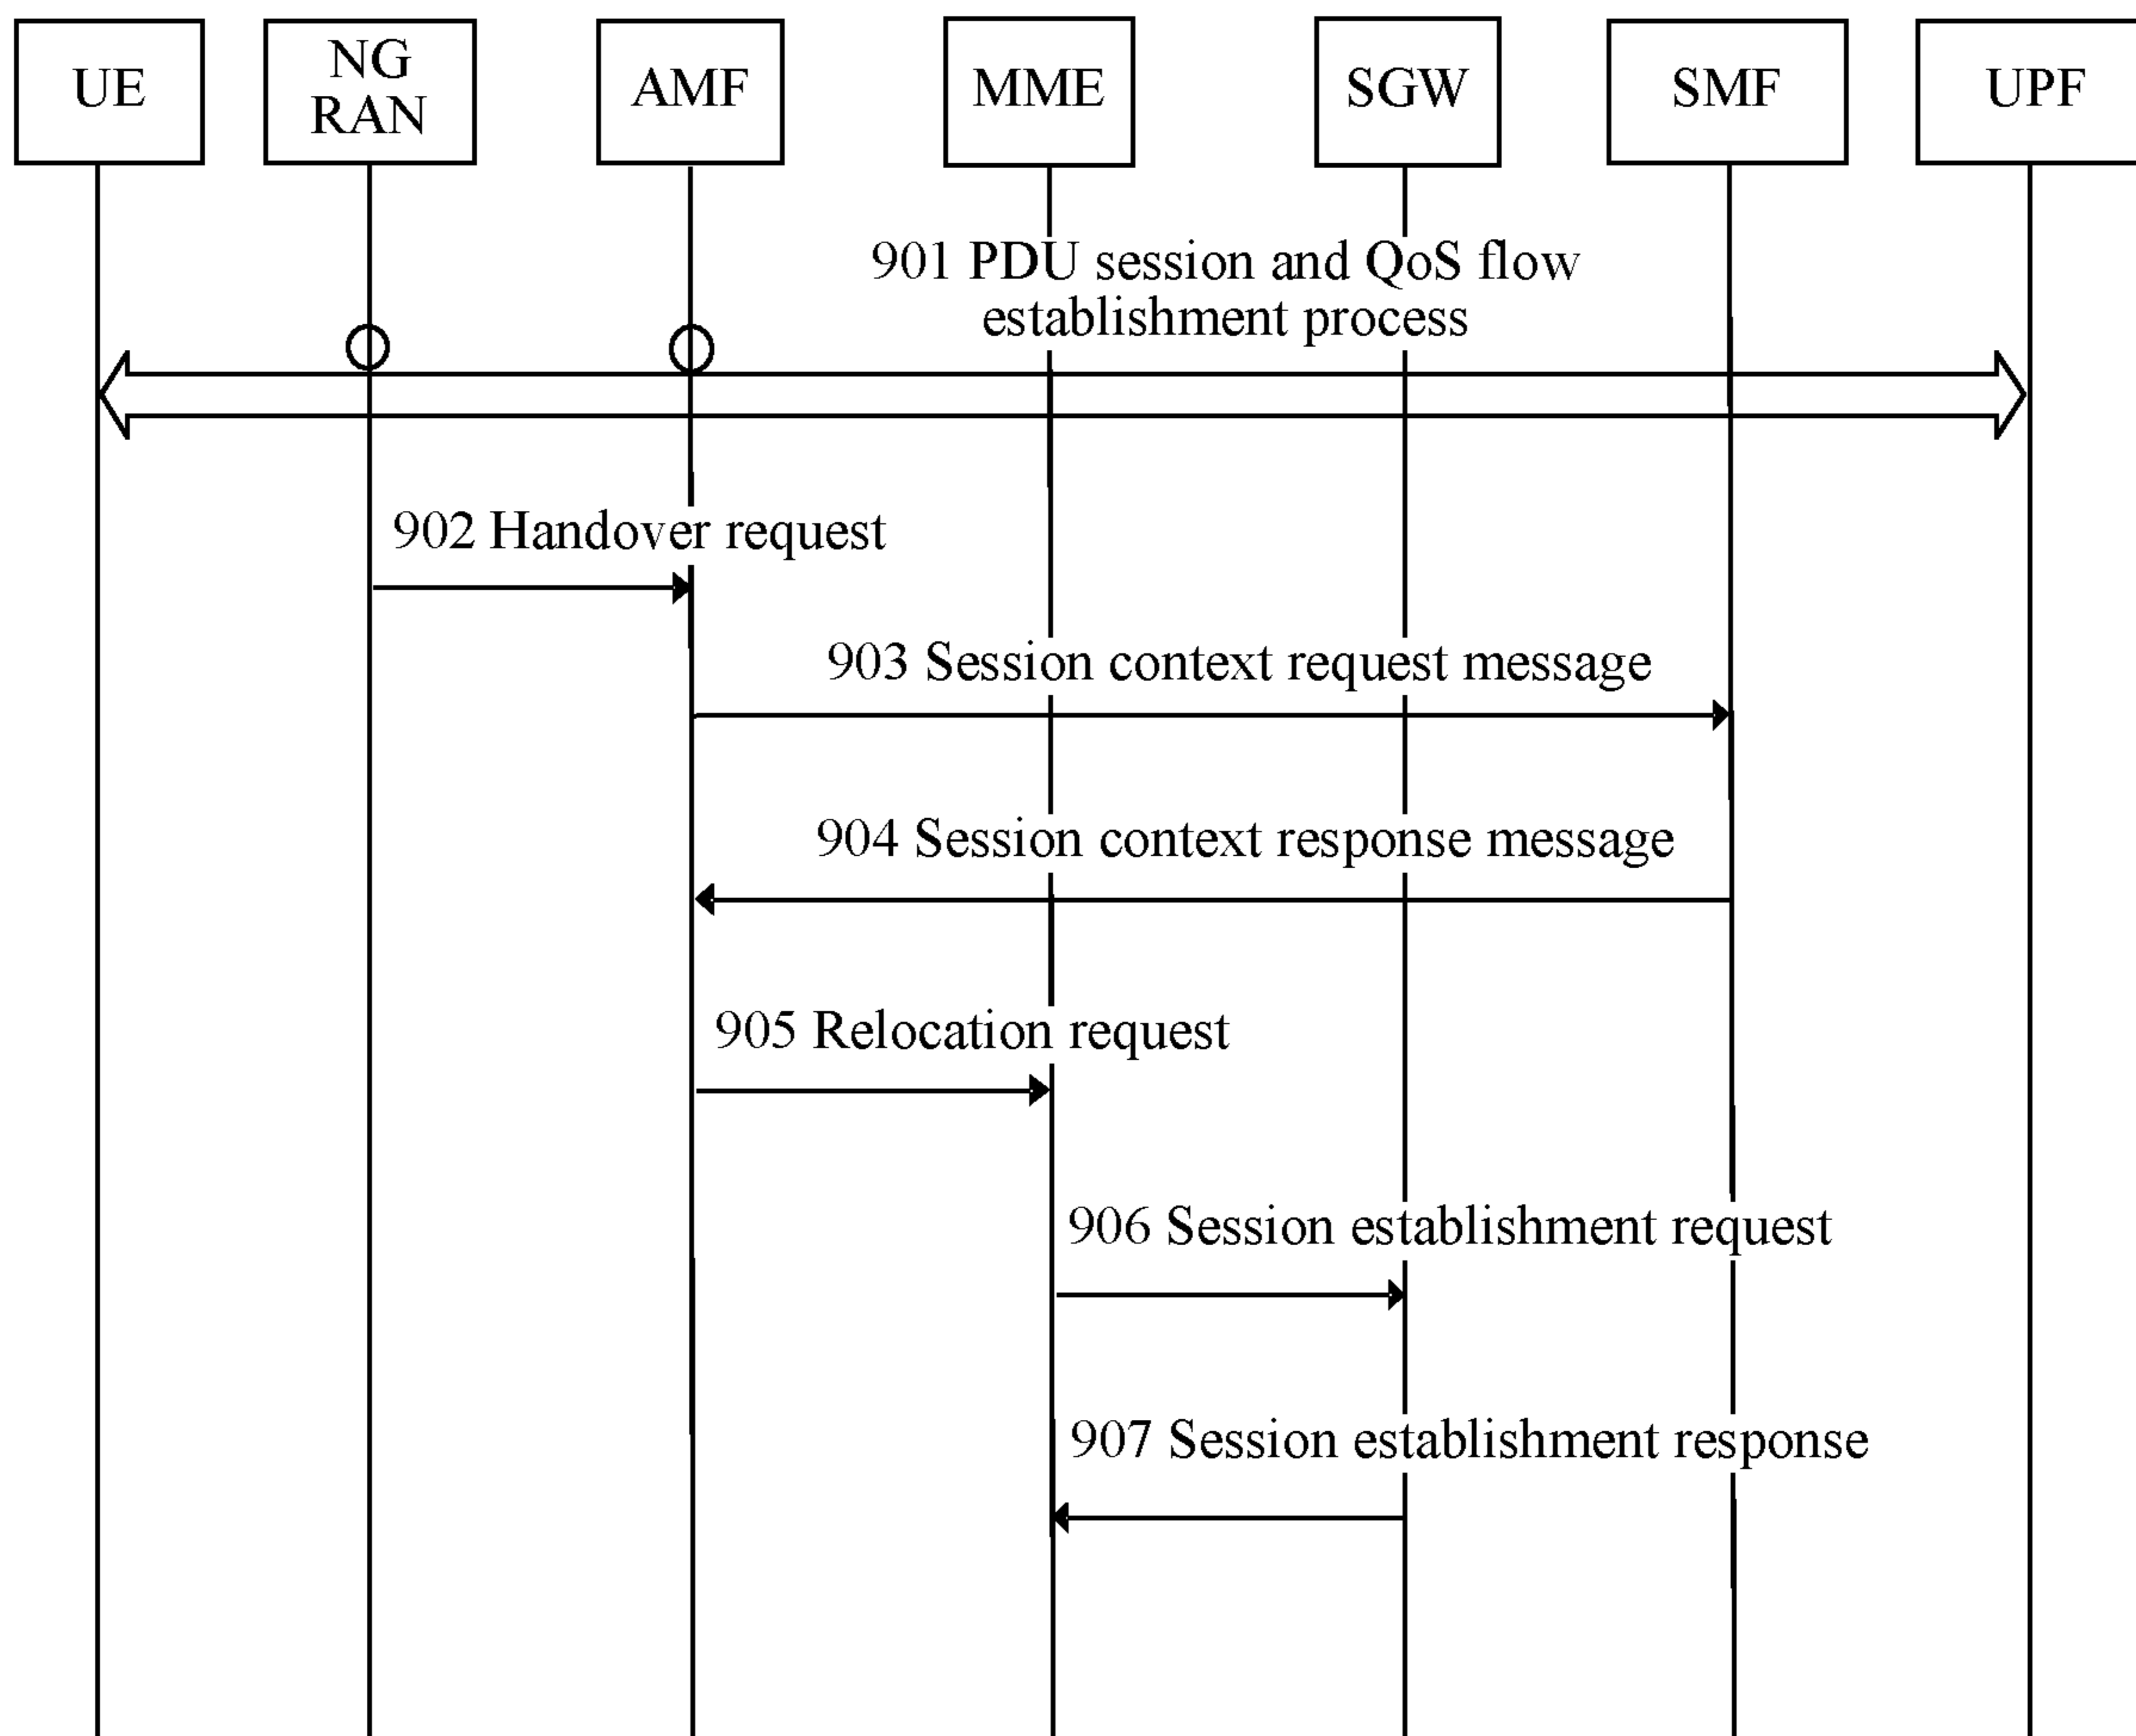 UE
NG
RAN
AMF
MME
SGW
SMF
UPF
901 PDU session and QoS flow
establishment process
902 Handover request
903 Session context request message
904 Session context response message
905 Relocation request
906 Session establishment request
907 Session establishment response